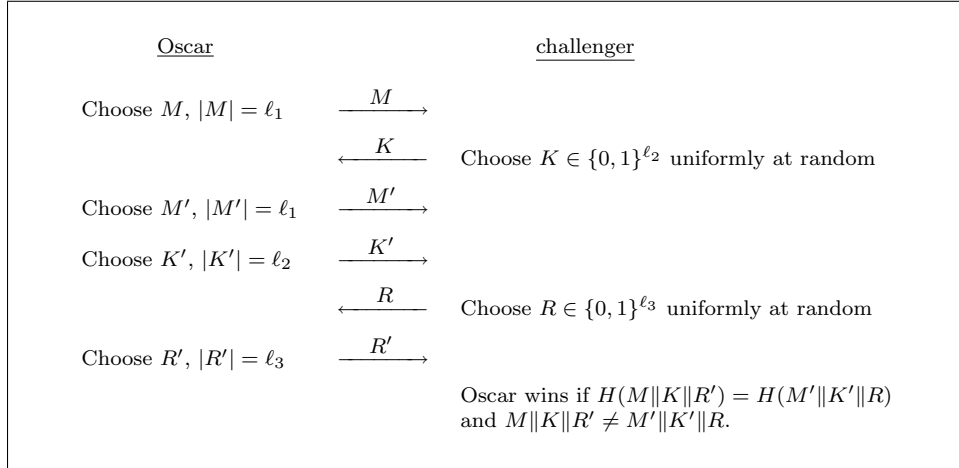 Oscar challenger
Choose M, |M| = ℓ₁ M
K Choose K ∈ {0, 1}^{ℓ₂} uniformly at random
Choose M′, |M′| = ℓ₁ M′
Choose K′, |K′| = ℓ₂ K′
R Choose R ∈ {0, 1}^{ℓ₃} uniformly at random
Choose R′, |R′| = ℓ₃ R′
Oscar wins if H(M‖K‖R′) = H(M′‖K′‖R)
and M‖K‖R′ ≠ M′‖K′‖R.